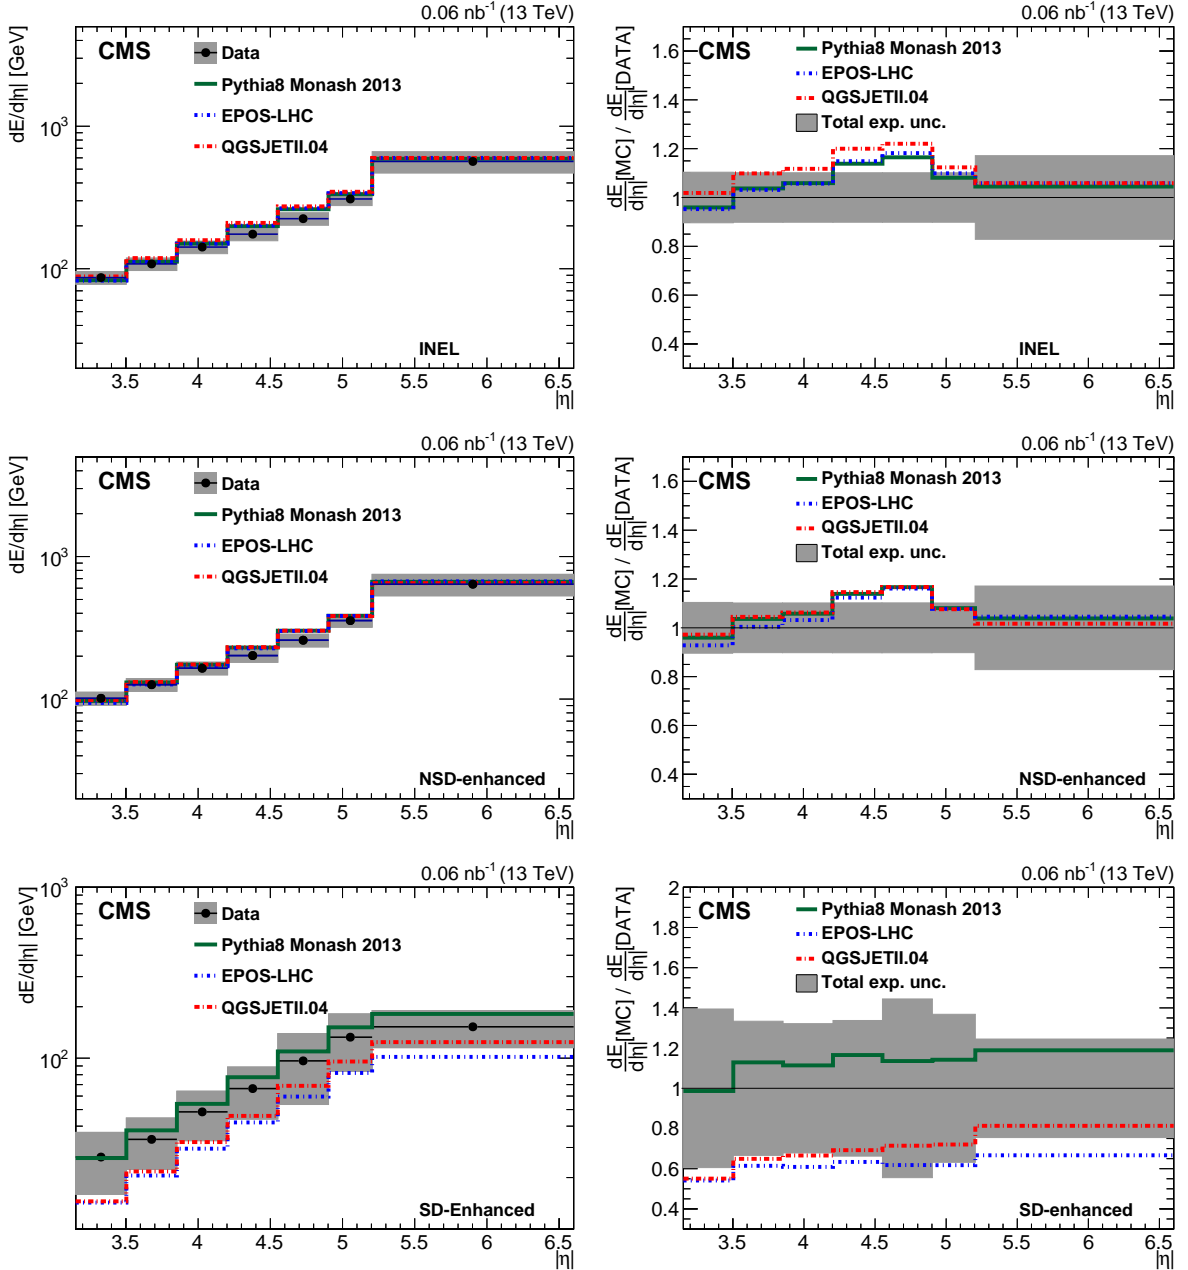 0.06 nb⁻¹ (13 TeV)
CMS
Data
Pythia8 Monash 2013
EPOS-LHC
QGSJETII.04
dE/d|η| [GeV]
10³
10²
INEL
3.5 4 4.5 5 5.5 6 6.5
|η|
0.06 nb⁻¹ (13 TeV)
CMS
Pythia8 Monash 2013
EPOS-LHC
QGSJETII.04
Total exp. unc.
dE/d|η| [MC] / dE/d|η| [DATA]
1.6
1.4
1.2
1
0.8
0.6
0.4
INEL
3.5 4 4.5 5 5.5 6 6.5
|η|
0.06 nb⁻¹ (13 TeV)
CMS
Data
Pythia8 Monash 2013
EPOS-LHC
QGSJETII.04
dE/d|η| [GeV]
10³
10²
NSD-enhanced
3.5 4 4.5 5 5.5 6 6.5
|η|
0.06 nb⁻¹ (13 TeV)
CMS
Pythia8 Monash 2013
EPOS-LHC
QGSJETII.04
Total exp. unc.
dE/d|η| [MC] / dE/d|η| [DATA]
1.6
1.4
1.2
1
0.8
0.6
0.4
NSD-enhanced
3.5 4 4.5 5 5.5 6 6.5
|η|
0.06 nb⁻¹ (13 TeV)
CMS
Data
Pythia8 Monash 2013
EPOS-LHC
QGSJETII.04
dE/d|η| [GeV]
10³
10²
SD-Enhanced
3.5 4 4.5 5 5.5 6 6.5
|η|
0.06 nb⁻¹ (13 TeV)
CMS
Pythia8 Monash 2013
EPOS-LHC
QGSJETII.04
Total exp. unc.
dE/d|η| [MC] / dE/d|η| [DATA]
2
1.8
1.6
1.4
1.2
1
0.8
0.6
0.4
SD-enhanced
3.5 4 4.5 5 5.5 6 6.5
|η|